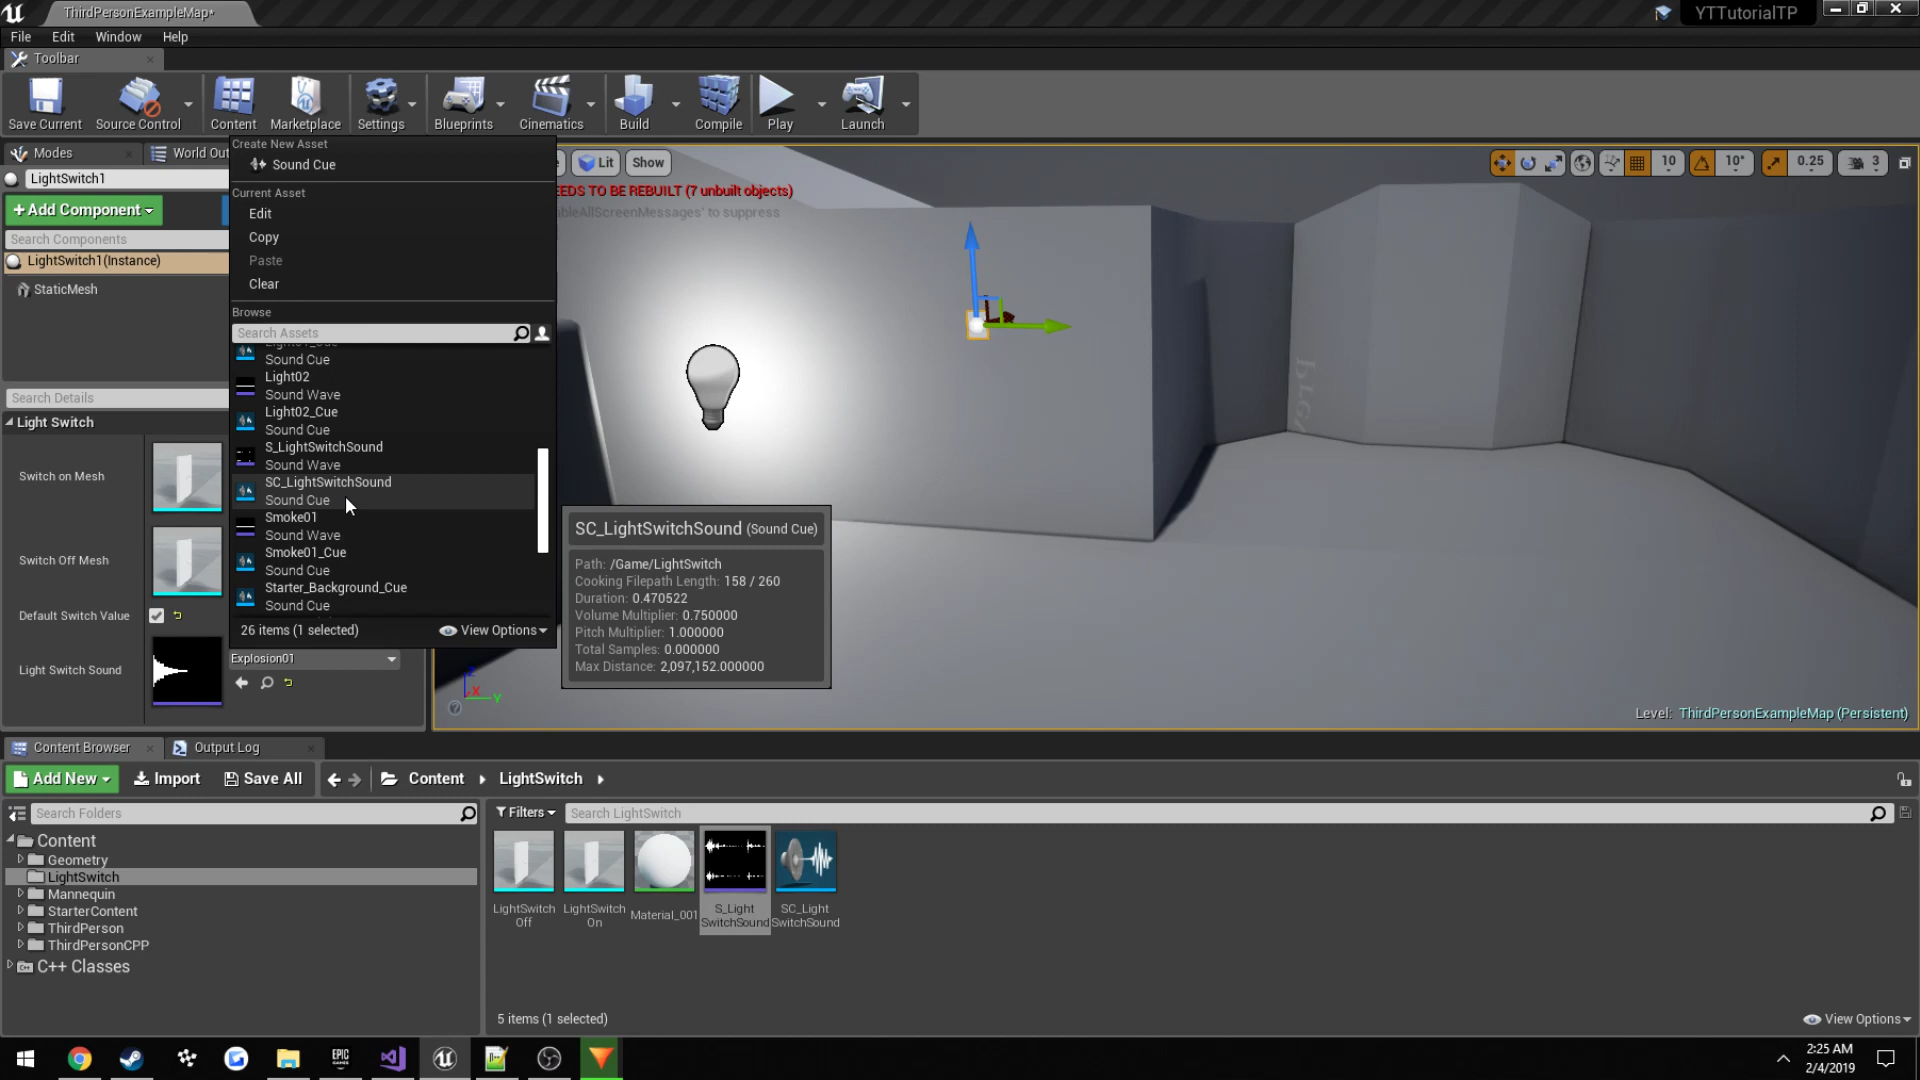 ThirdPersonExampleMap*
YTTutorialTP
File Edit Window Help
Toolbar
Save Current Source Control Content Marketplace Settings Blueprints Cinematics Build Compile Play Launch
Modes World Out
LightSwitch1
+ Add Component
Search Components
LightSwitch1(Instance)
StaticMesh
Search Details
Light Switch
Switch on Mesh
Switch Off Mesh
Default Switch Value
Light Switch Sound
Explosion01
Create New Asset
Sound Cue
Current Asset
Edit
Copy
Paste
Clear
Browse
Search Assets
Sound Cue
Light02
Sound Wave
Light02_Cue
Sound Cue
S_LightSwitchSound
Sound Wave
SC_LightSwitchSound
Sound Cue
Smoke01
Sound Wave
Smoke01_Cue
Sound Cue
Starter_Background_Cue
Sound Cue
26 items (1 selected) View Options
Lit Show
10 10° 0.25 3
EDS TO BE REBUILT (7 unbuilt objects)
ableAllScreenMessages' to suppress
SC_LightSwitchSound (Sound Cue)
Path: /Game/LightSwitch
Cooking Filepath Length: 158 / 260
Duration: 0.470522
Volume Multiplier: 0.750000
Pitch Multiplier: 1.000000
Total Samples: 0.000000
Max Distance: 2,097,152.000000
Z X Y
Level: ThirdPersonExampleMap (Persistent)
Content Browser Output Log
Add New Import Save All Content LightSwitch
Search Folders
Filters Search LightSwitch
Content
Geometry
LightSwitch
Mannequin
StarterContent
ThirdPerson
ThirdPersonCPP
C++ Classes
LightSwitch
Off
LightSwitch
On
Material_001
S_Light
SwitchSound
SC_Light
SwitchSound
5 items (1 selected) View Options
EPIC
GAMES
2:25 AM
2/4/2019